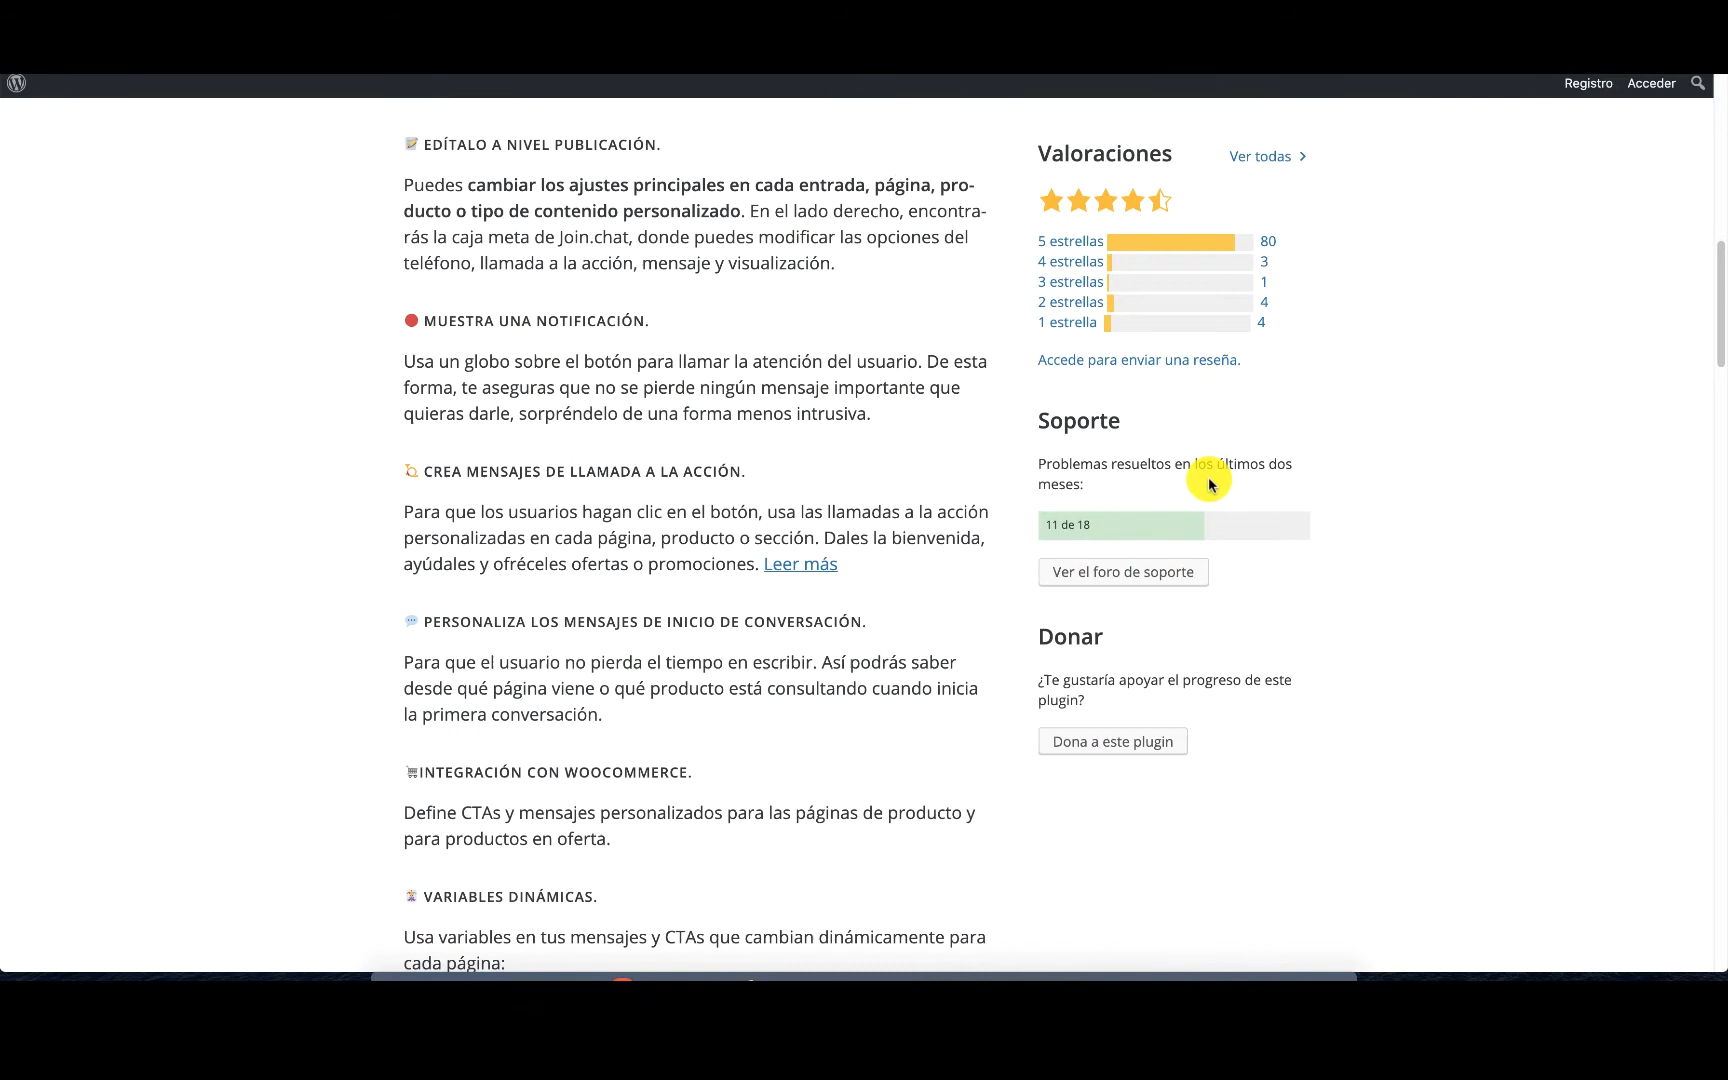 Registro Acceder
EDÍTALO A NIVEL PUBLICACIÓN.
Puedes cambiar los ajustes principales en cada entrada, página, pro-
ducto o tipo de contenido personalizado. En el lado derecho, encontra-
rás la caja meta de Join.chat, donde puedes modificar las opciones del
teléfono, llamada a la acción, mensaje y visualización.
MUESTRA UNA NOTIFICACIÓN.
Usa un globo sobre el botón para llamar la atención del usuario. De esta
forma, te aseguras que no se pierde ningún mensaje importante que
quieras darle, sorpréndelo de una forma menos intrusiva.
CREA MENSAJES DE LLAMADA A LA ACCIÓN.
Para que los usuarios hagan clic en el botón, usa las llamadas a la acción
personalizadas en cada página, producto o sección. Dales la bienvenida,
ayúdales y ofréceles ofertas o promociones. Leer más
PERSONALIZA LOS MENSAJES DE INICIO DE CONVERSACIÓN.
Para que el usuario no pierda el tiempo en escribir. Así podrás saber
desde qué página viene o qué producto está consultando cuando inicia
la primera conversación.
INTEGRACIÓN CON WOOCOMMERCE.
Define CTAs y mensajes personalizados para las páginas de producto y
para productos en oferta.
VARIABLES DINÁMICAS.
Usa variables en tus mensajes y CTAs que cambian dinámicamente para
cada página:
Valoraciones
Ver todas
5 estrellas 80
4 estrellas 3
3 estrellas 1
2 estrellas 4
1 estrella 4
Accede para enviar una reseña.
Soporte
Problemas resueltos en los últimos dos
meses:
11 de 18
Ver el foro de soporte
Donar
¿Te gustaría apoyar el progreso de este
plugin?
Dona a este plugin